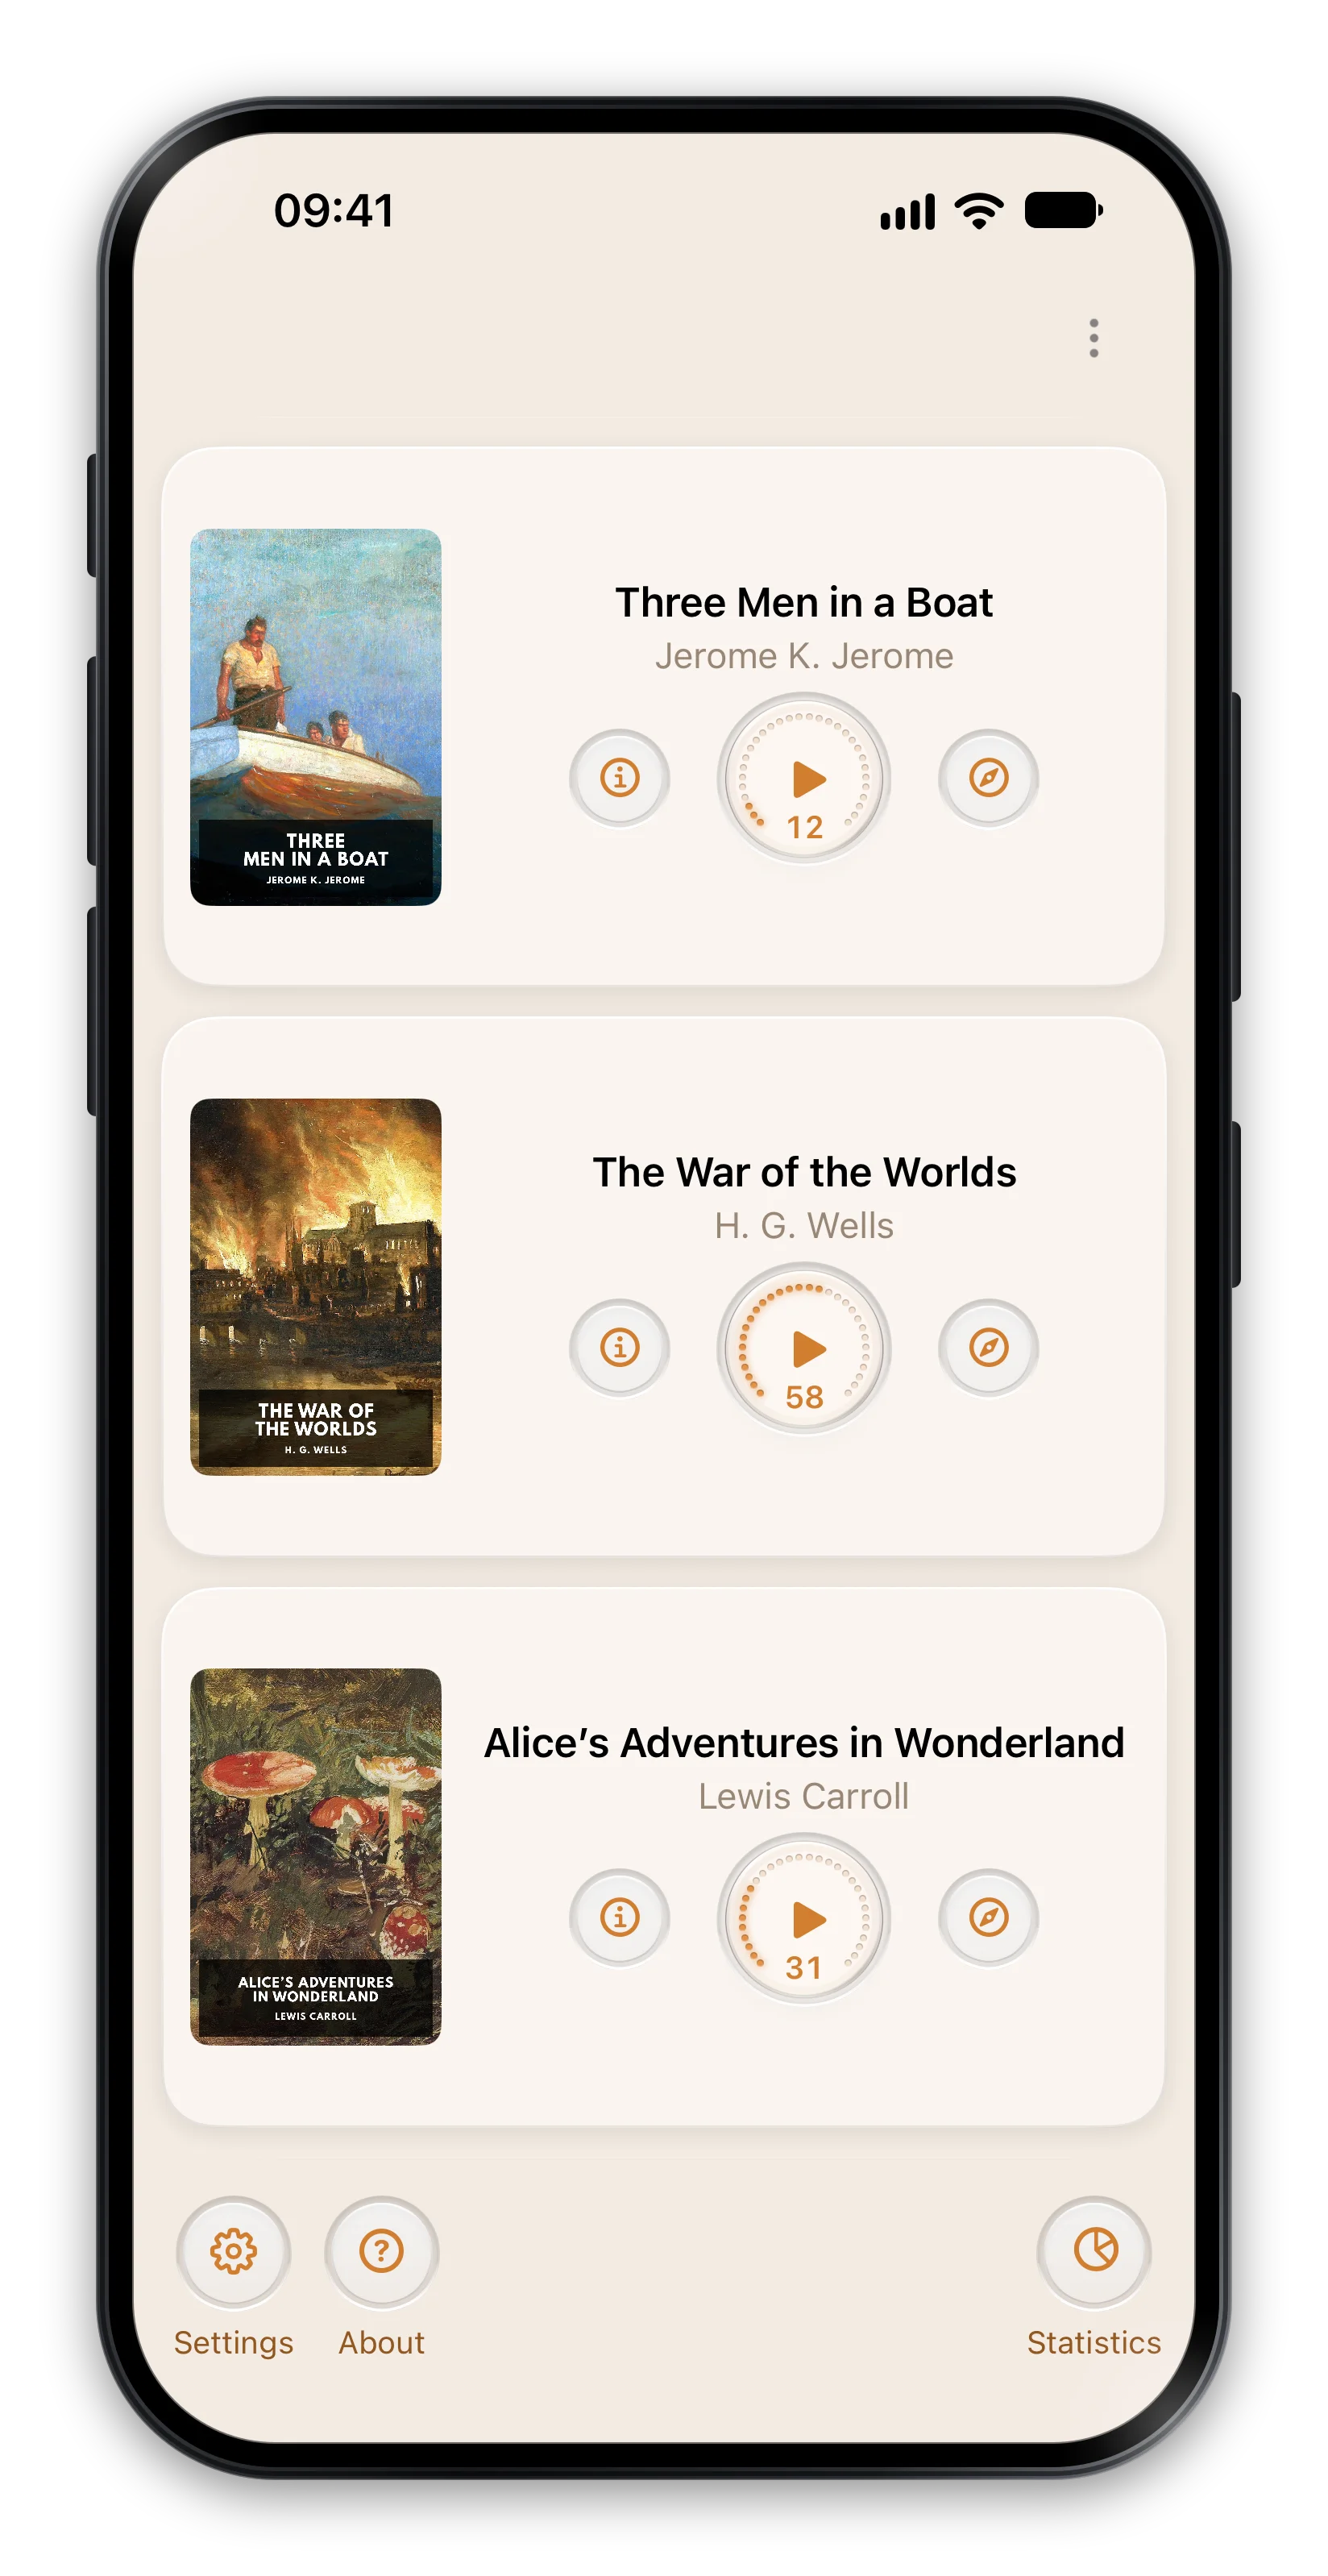 09:41
Three Men in a Boat
Jerome K. Jerome
12
THREE
MEN IN A BOAT
JEROME K. JEROME
The War of the Worlds
H. G. Wells
58
THE WAR OF
THE WORLDS
H. G. WELLS
Alice’s Adventures in Wonderland
Lewis Carroll
31
ALICE’S ADVENTURES
IN WONDERLAND
LEWIS CARROLL
Settings
About
Statistics